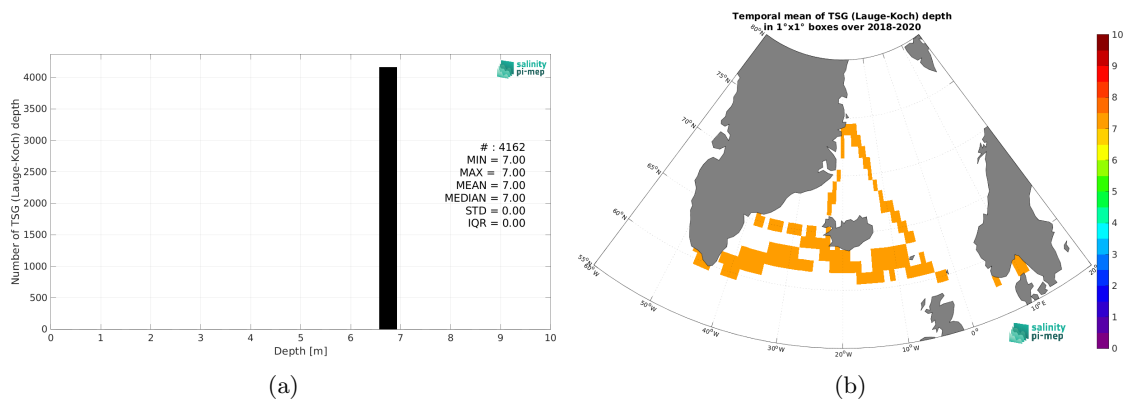 Temporal mean of TSG (Lauge-Koch) depth
in 1°x1° boxes over 2018-2020
Number of TSG (Lauge-Koch) depth
4000
3500
3000
2500
2000
1500
1000
500
0
salinity
pi-mep
# : 4162
MIN = 7.00
MAX = 7.00
MEAN = 7.00
MEDIAN = 7.00
STD = 0.00
IQR = 0.00
0 1 2 3 4 5 6 7 8 9 10
Depth [m]
(a)
80°N
75°N
70°N
65°N
60°N
55°N
60°W
50°W
40°W
30°W
20°W
10°W
0°
10°E
salinity
pi-mep
10
9
8
7
6
5
4
3
2
1
0
(b)